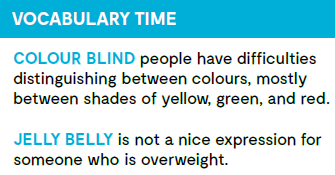 VOCABULARY TIME
COLOUR BLIND people have difficulties
distinguishing between colours, mostly
between shades of yellow, green, and red.
JELLY BELLY is not a nice expression for
someone who is overweight.